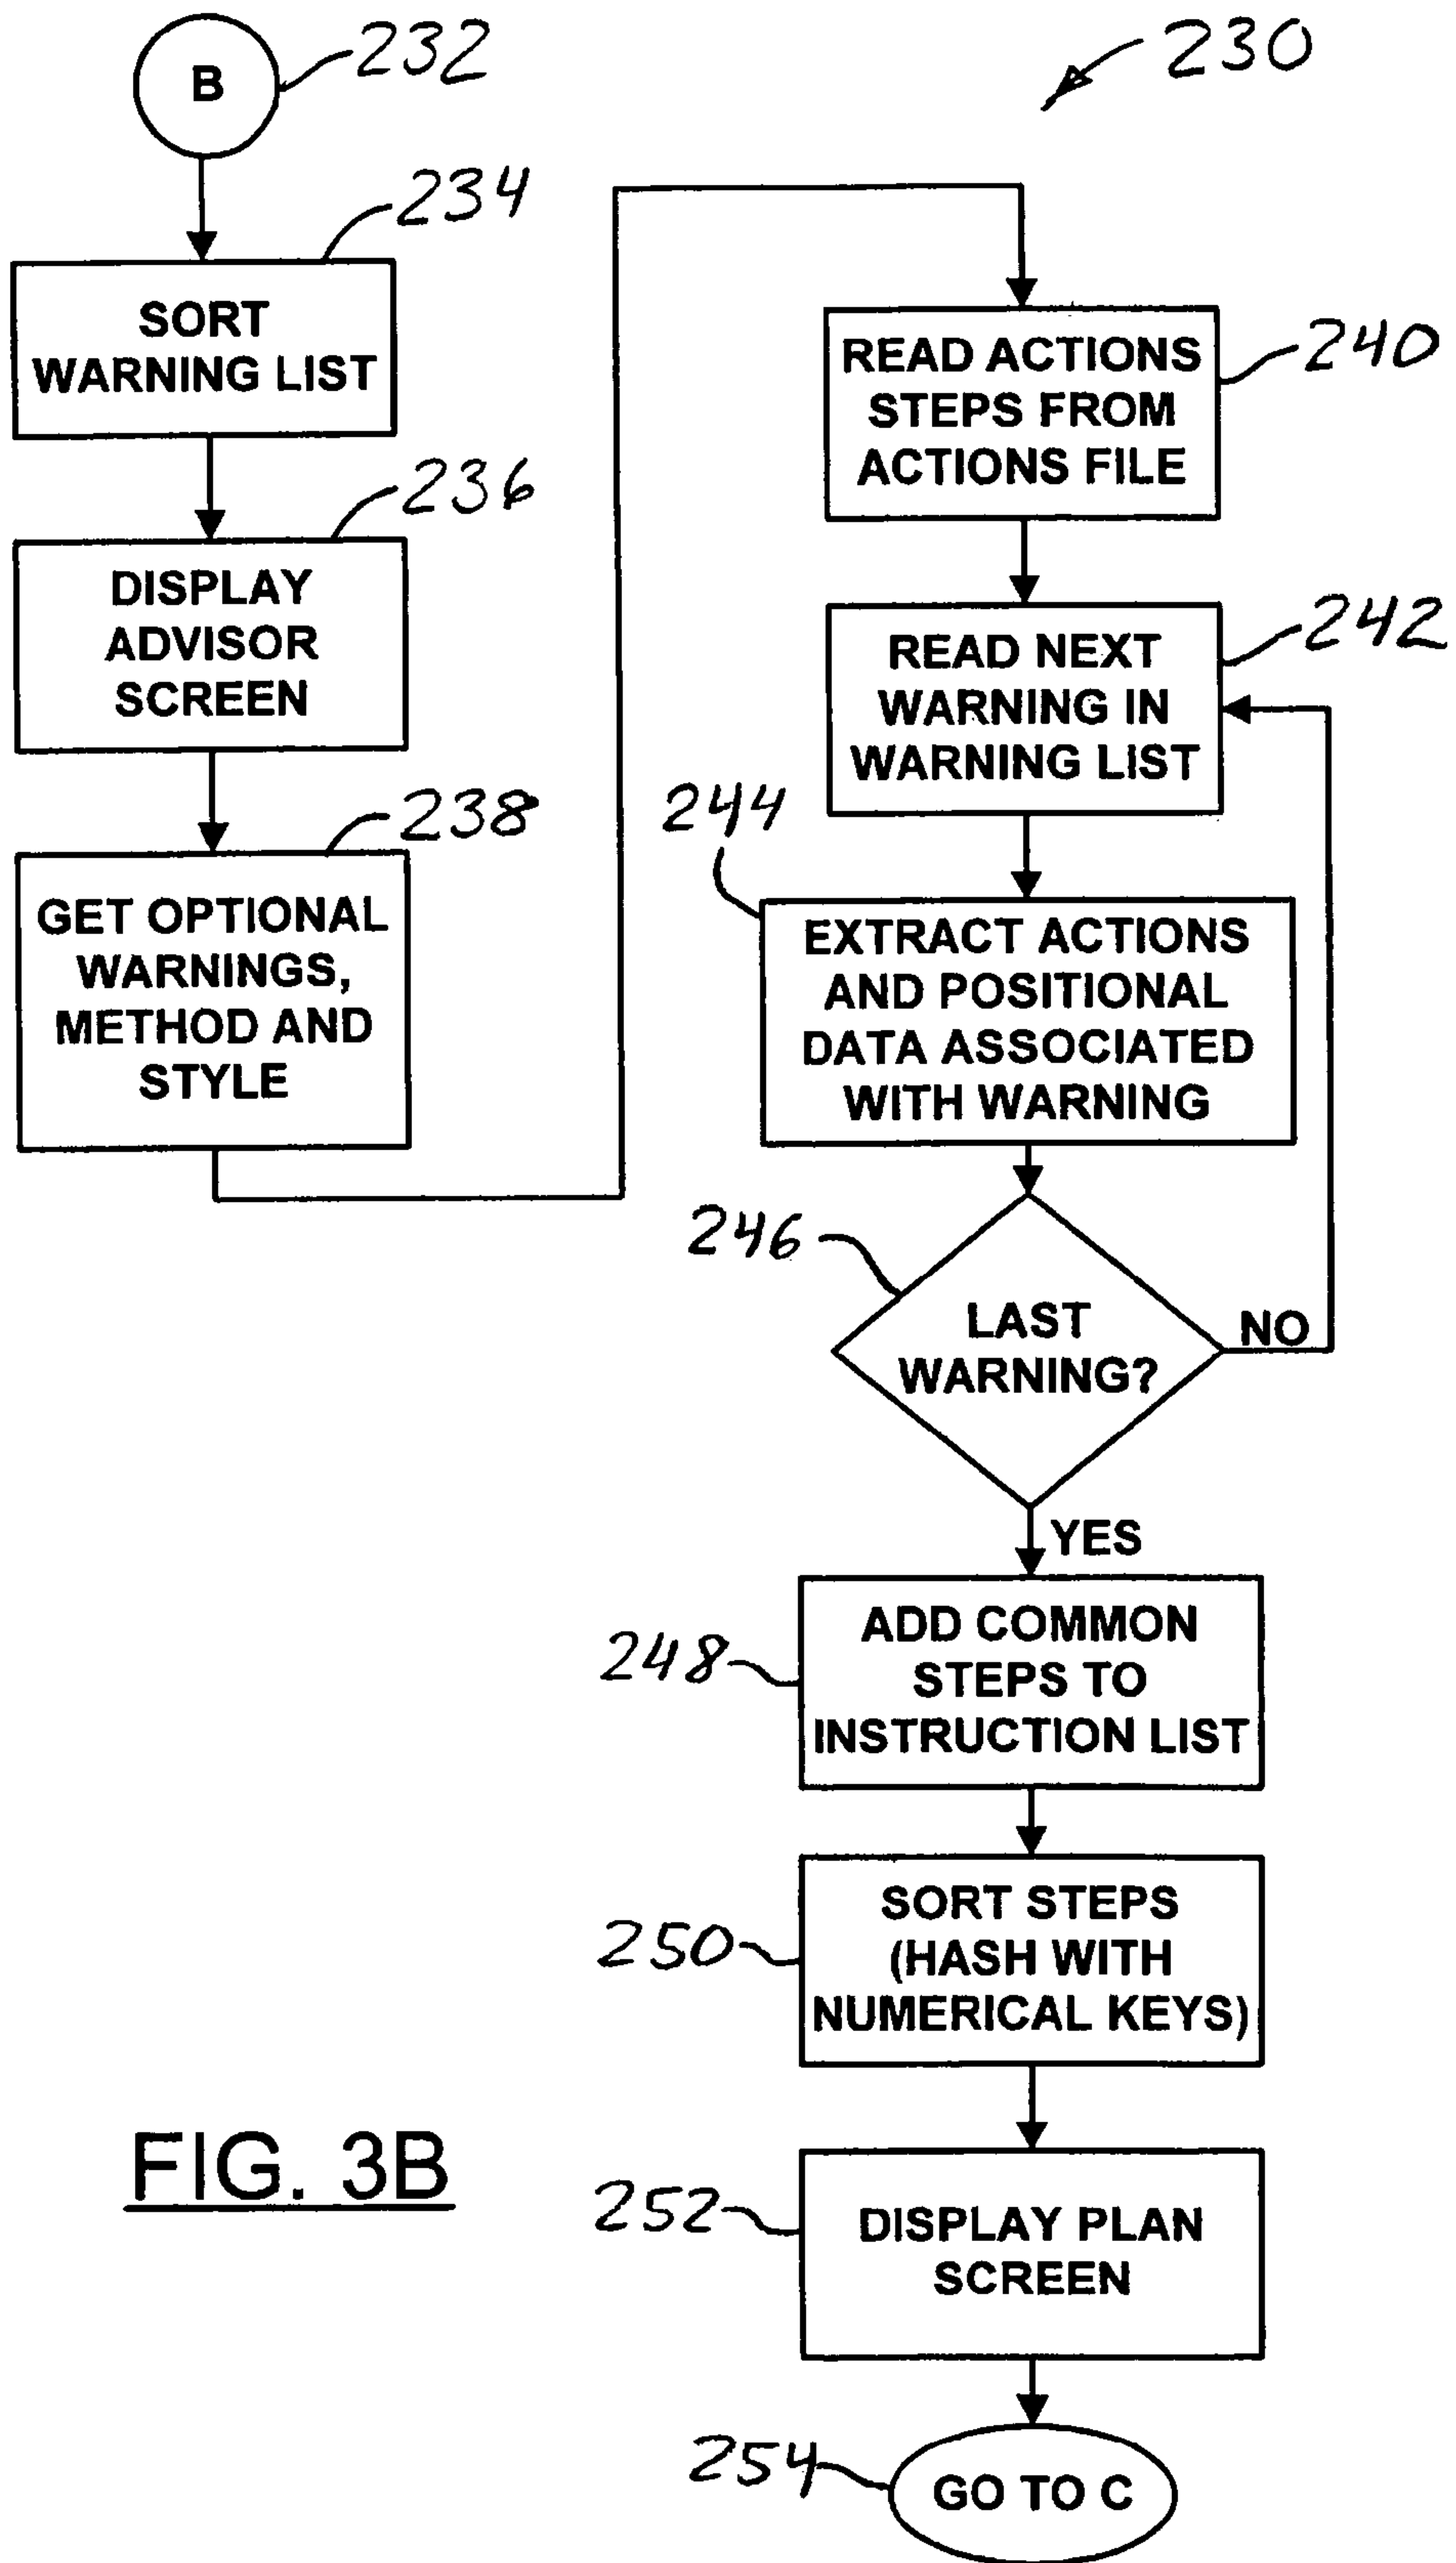 B
232
230
234
SORT
WARNING LIST
236
DISPLAY
ADVISOR
SCREEN
238
GET OPTIONAL
WARNINGS,
METHOD AND
STYLE
240
READ ACTIONS
STEPS FROM
ACTIONS FILE
242
READ NEXT
WARNING IN
WARNING LIST
244
EXTRACT ACTIONS
AND POSITIONAL
DATA ASSOCIATED
WITH WARNING
246
LAST
WARNING?
NO
YES
248
ADD COMMON
STEPS TO
INSTRUCTION LIST
250
SORT STEPS
(HASH WITH
NUMERICAL KEYS)
252
DISPLAY PLAN
SCREEN
254
GO TO C
FIG. 3B